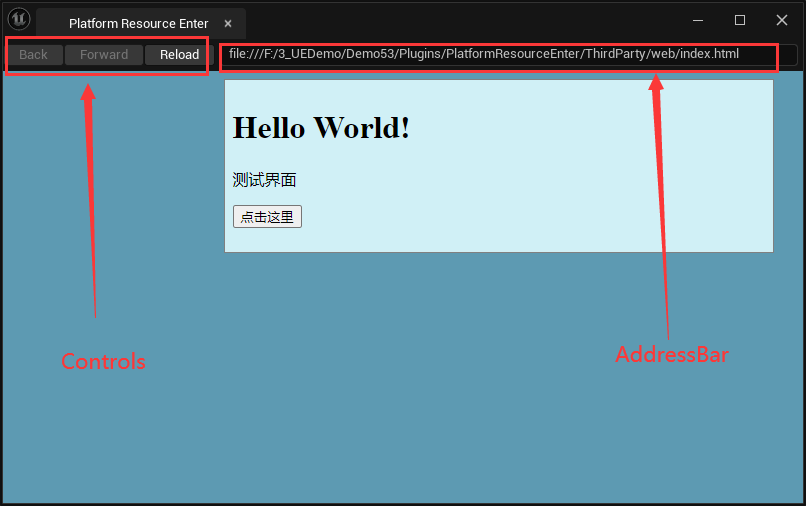 Platform Resource Enter
Back Forward Reload file:///F:/3_UEDemo/Demo53/Plugins/PlatformResourceEnter/ThirdParty/web/index.html
Hello World!
测试界面
点击这里
Controls
AddressBar